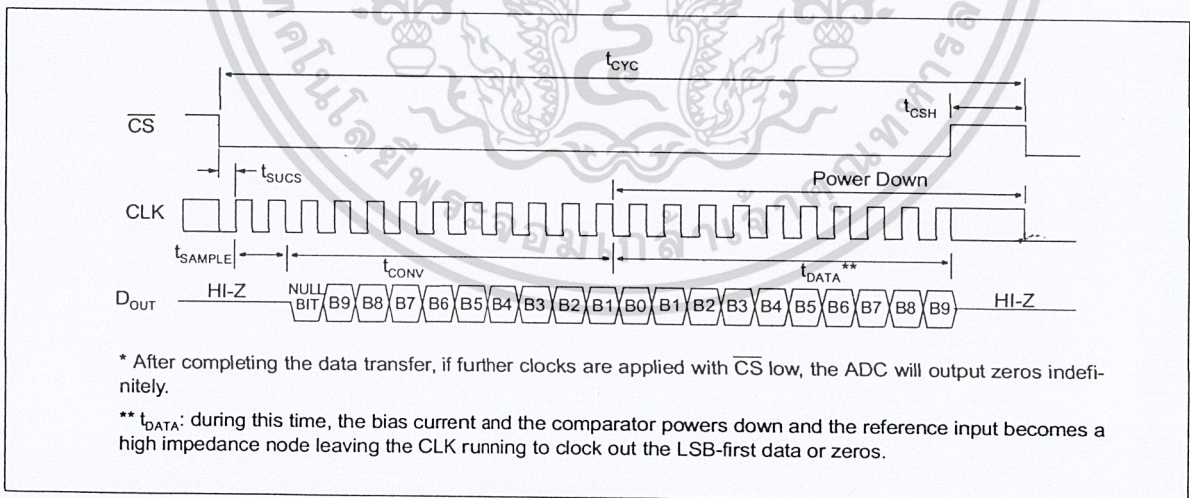 tCYC
tCSH
CS
tSUCS
Power Down
CLK
tSAMPLE
tCONV
tDATA**
DOUT
HI-Z
NULL BIT B9 B8 B7 B6 B5 B4 B3 B2 B1 B0 B1 B2 B3 B4 B5 B6 B7 B8 B9
HI-Z
* After completing the data transfer, if further clocks are applied with CS low, the ADC will output zeros indefi-
nitely.
** tDATA: during this time, the bias current and the comparator powers down and the reference input becomes a
high impedance node leaving the CLK running to clock out the LSB-first data or zeros.